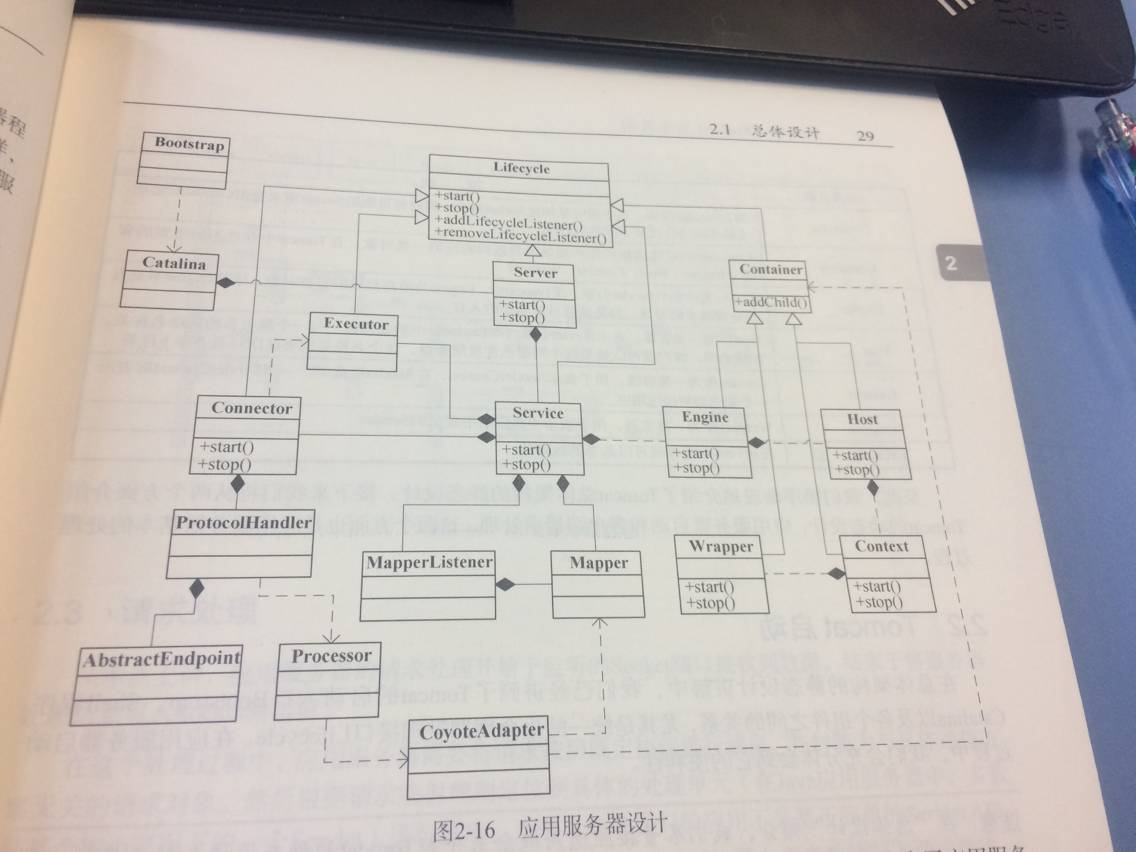 2.1 总体设计 29
2
程
服
Bootstrap
Lifecycle
+start()
+stop()
+addLifecycleListener()
+removeLifecycleListener()
Catalina
Server
+start()
+stop()
Container
+addChild()
Executor
Connector
+start()
+stop()
Service
+start()
+stop()
Engine
+start()
+stop()
Host
+start()
+stop()
ProtocolHandler
MapperListener
Mapper
Wrapper
+start()
+stop()
Context
+start()
+stop()
AbstractEndpoint
Processor
CoyoteAdapter
图2-16 应用服务器设计